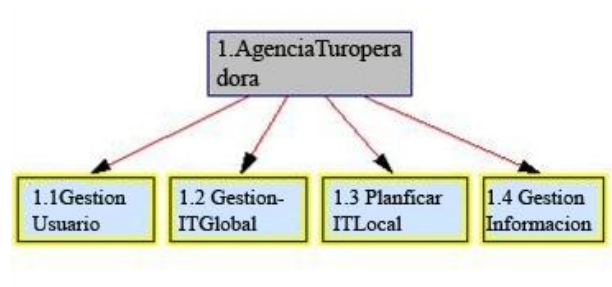 1.AgenciaTuropera
dora
1.1Gestion
Usuario
1.2 Gestion-
ITGlobal
1.3 Planficar
ITLocal
1.4 Gestion
Informacion